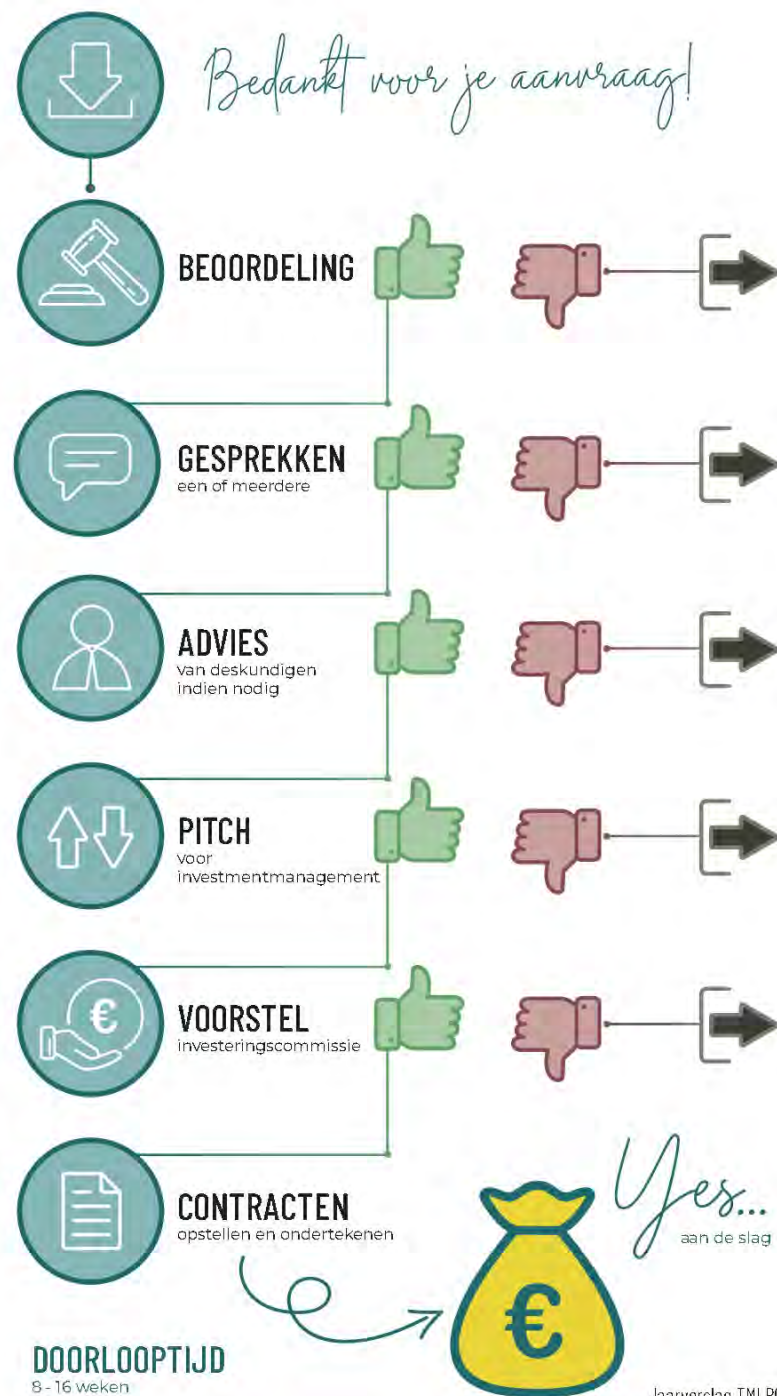 Bedankt voor je aanvraag!
BEOORDELING
GESPREKKEN
een of meerdere
ADVIES
van deskundigen
indien nodig
PITCH
voor
investmentmanagement
€
VOORSTEL
investeringscommissie
CONTRACTEN
opstellen en ondertekenen
Yes...
aan de slag
€
DOORLOOPTIJD
8 - 16 weken
Jaarverslag